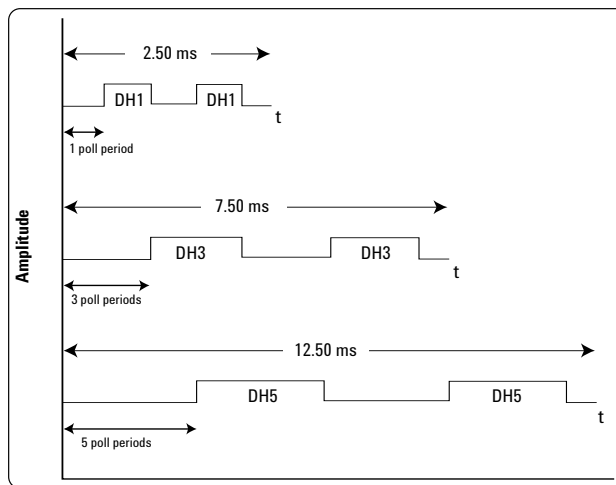 2.50 ms
DH1 DH1
t
1 poll period
7.50 ms
DH3 DH3
t
3 poll periods
Amplitude
12.50 ms
DH5 DH5
t
5 poll periods